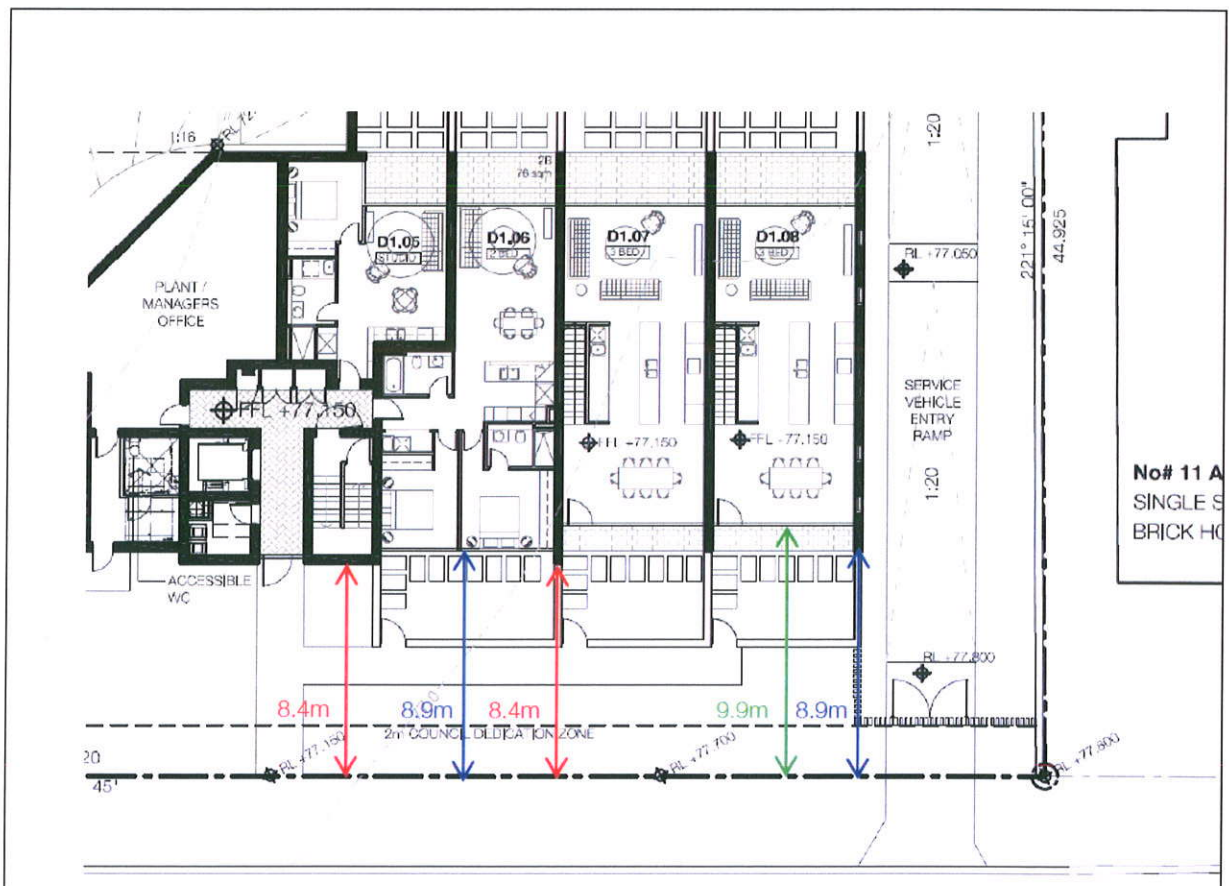 1:16
2B
76 sqm
1:20
D1.05
STUDIO
D1.06
2 BED
D1.07
3 BED
D1.08
3 BED
RL +77.050
221° 15' 00"
44.925
PLANT /
MANAGERS
OFFICE
FFL +77.150
FFL +77.150
FFL +77.150
SERVICE
VEHICLE
ENTRY
RAMP
1:20
No# 11 A
SINGLE S
BRICK HO
ACCESSIBLE
WC
RL +77.800
8.4m
8.9m
8.4m
9.9m
8.9m
2m COUNCIL DEDICATION ZONE
RL +77.150
RL +77.700
RL +77.800
20
45'